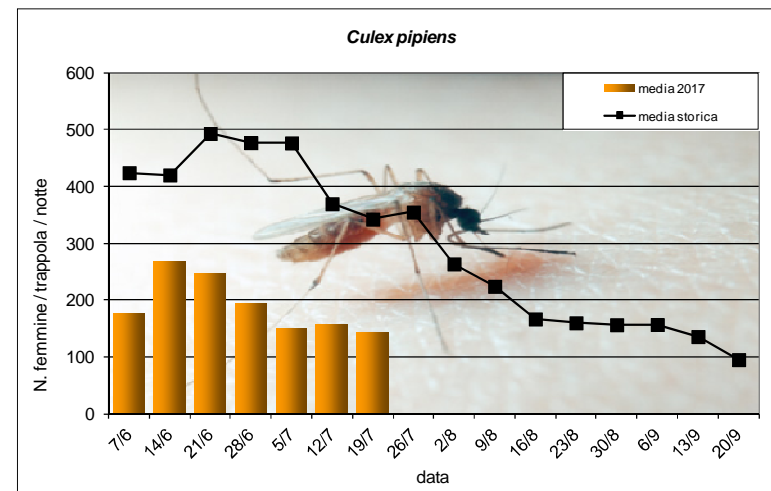 Culex pipiens
media 2017
media storica
N. femmine / trappola / notte
600
500
400
300
200
100
0
7/6 14/6 21/6 28/6 5/7 12/7 19/7 26/7 2/8 9/8 16/8 23/8 30/8 6/9 13/9 20/9
data